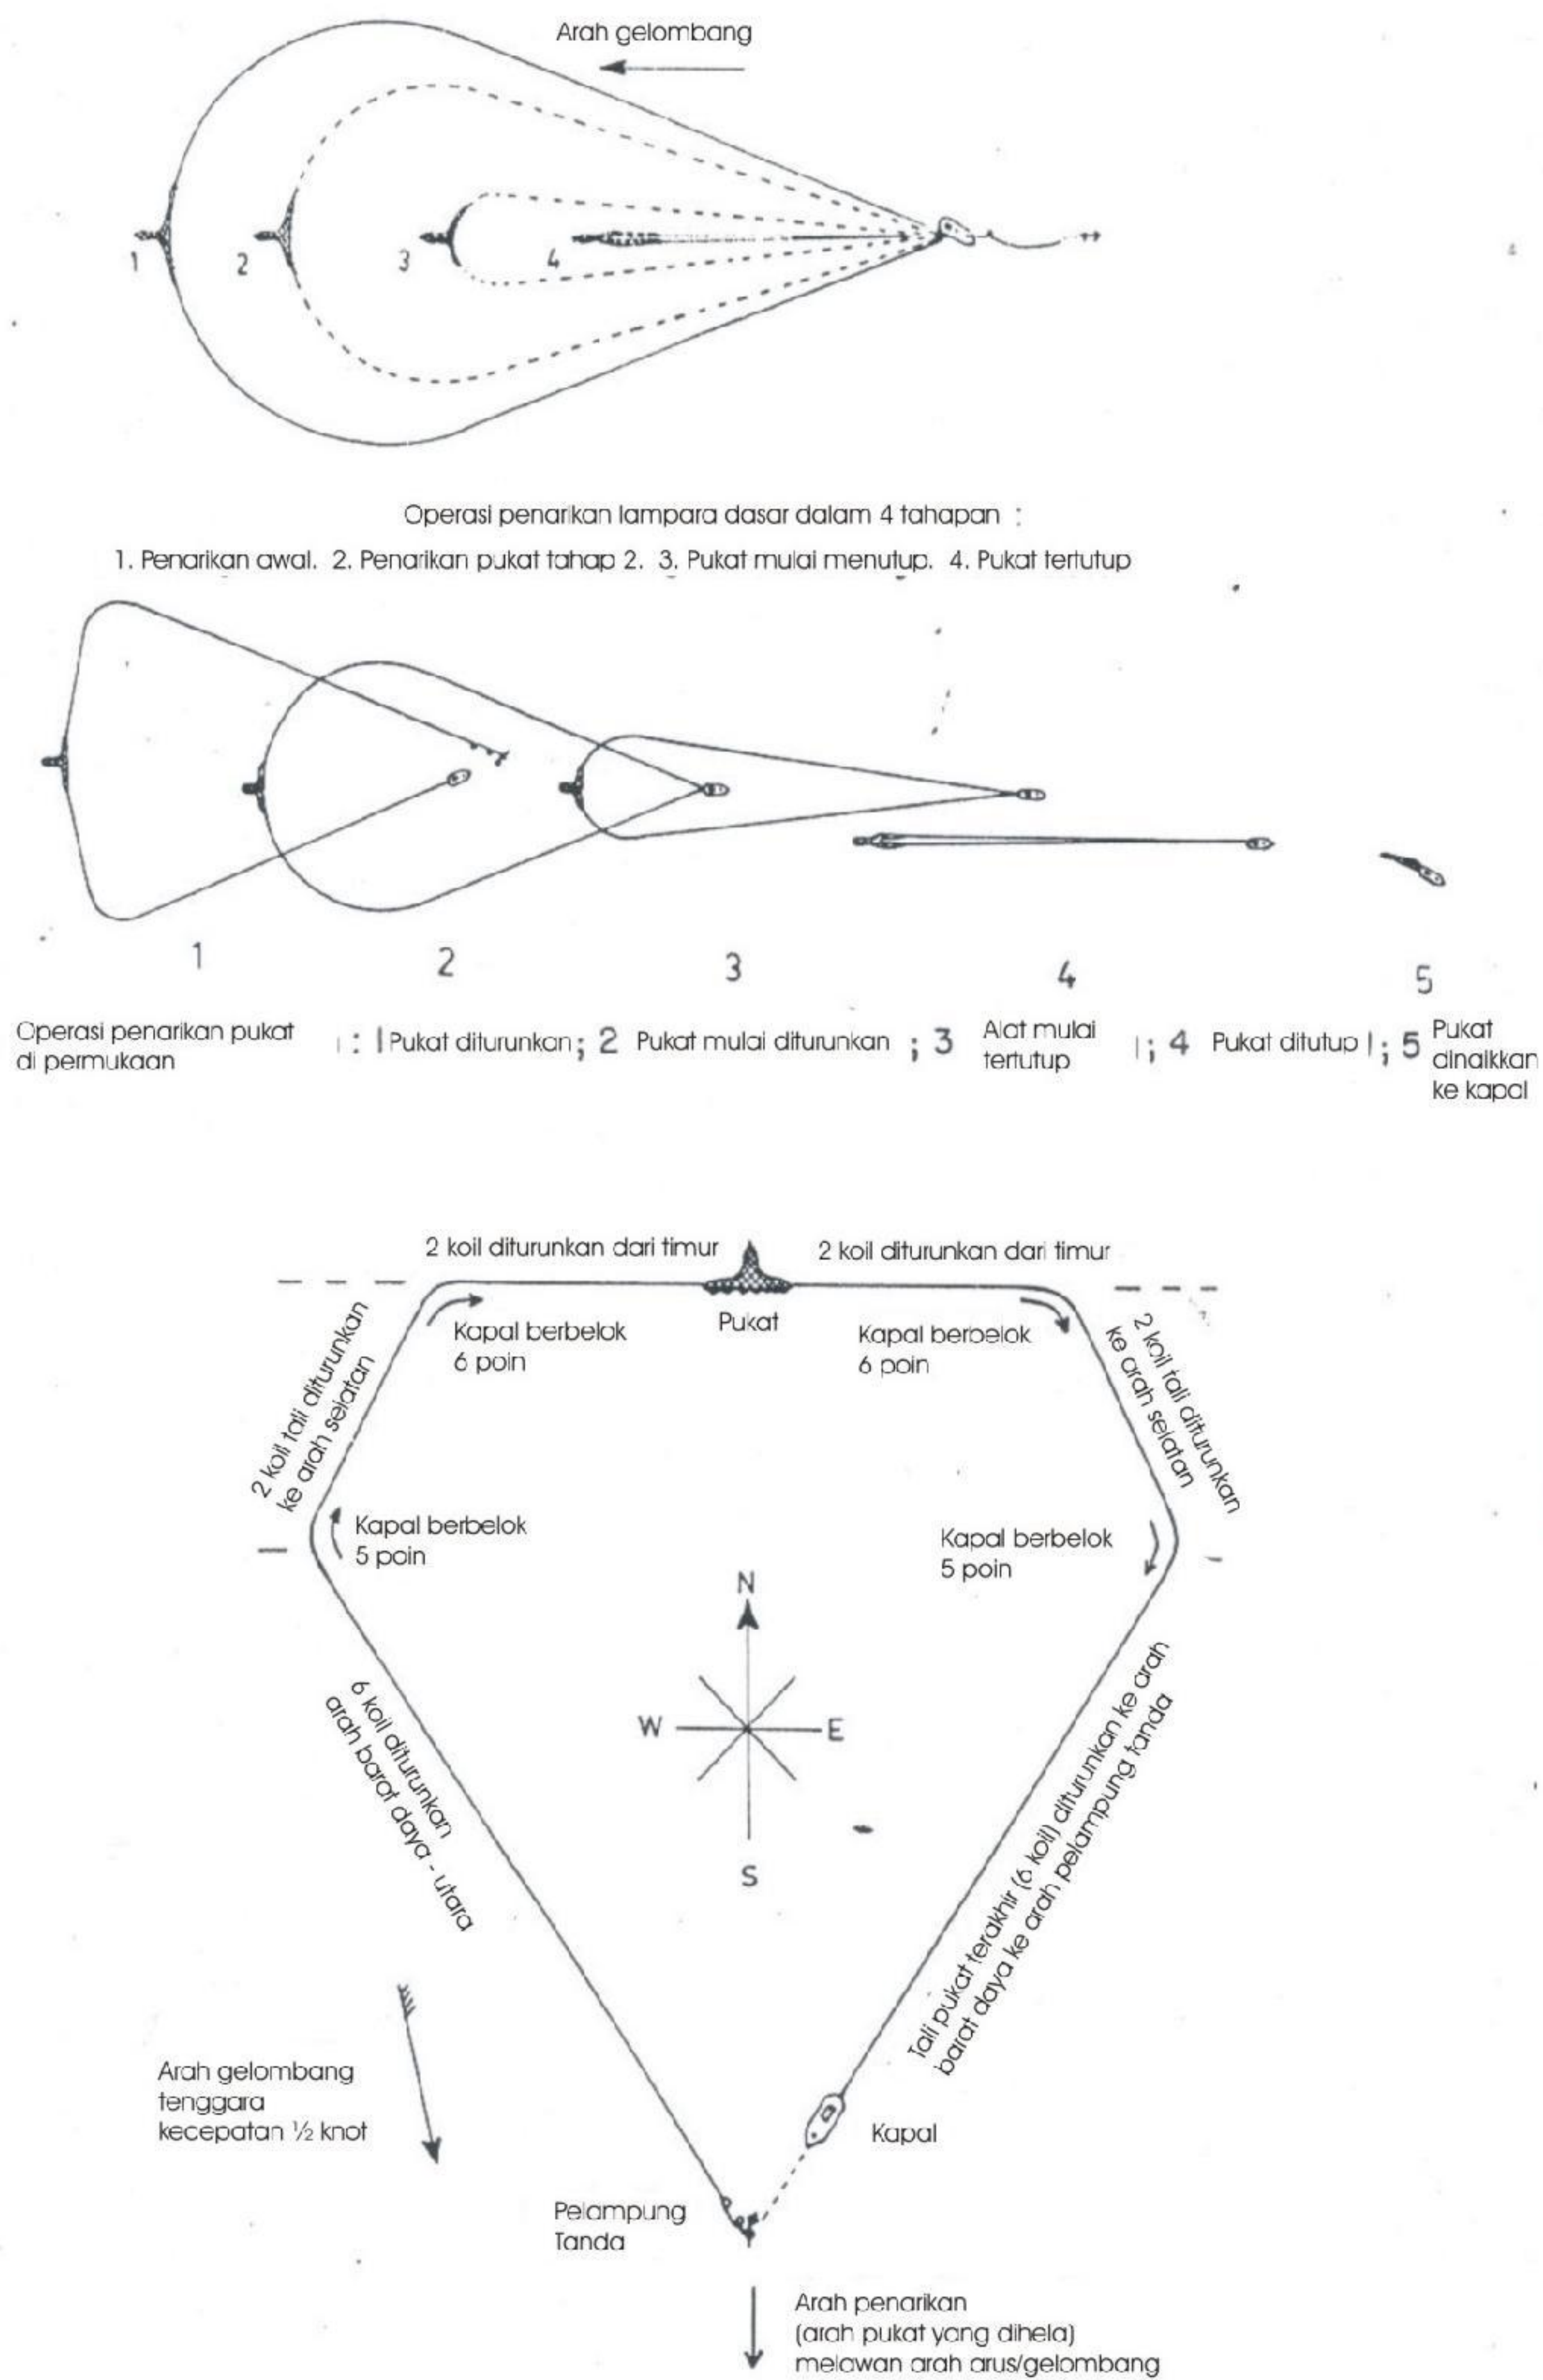 Arah gelombang
1 2 3 4
Operasi penarikan lampara dasar dalam 4 tahapan :
1. Penarikan awal. 2. Penarikan pukat tahap 2. 3. Pukat mulai menutup. 4. Pukat tertutup
1 2 3 4 5
Operasi penarikan pukat
di permukaan
: 1 Pukat diturunkan; 2 Pukat mulai diturunkan ; 3
Alat mulai
tertutup
; 4 Pukat ditutup ; 5
Pukat
dinaikkan
ke kapal
2 koil diturunkan dari timur
2 koil diturunkan dari timur
Pukat
Kapal berbelok
6 poin
Kapal berbelok
6 poin
2 koil tali diturunkan
ke arah selatan
2 koil tali diturunkan
ke arah selatan
Kapal berbelok
5 poin
Kapal berbelok
5 poin
N
W
E
S
6 koil diturunkan
arah barat daya - utara
Tali pukat terakhir (6 koil) diturunkan ke arah
barat daya ke arah pelampung tanda
Arah gelombang
tenggara
kecepatan ½ knot
Kapal
Pelampung
Tanda
Arah penarikan
(arah pukat yang dihela)
melawan arah arus/gelombang